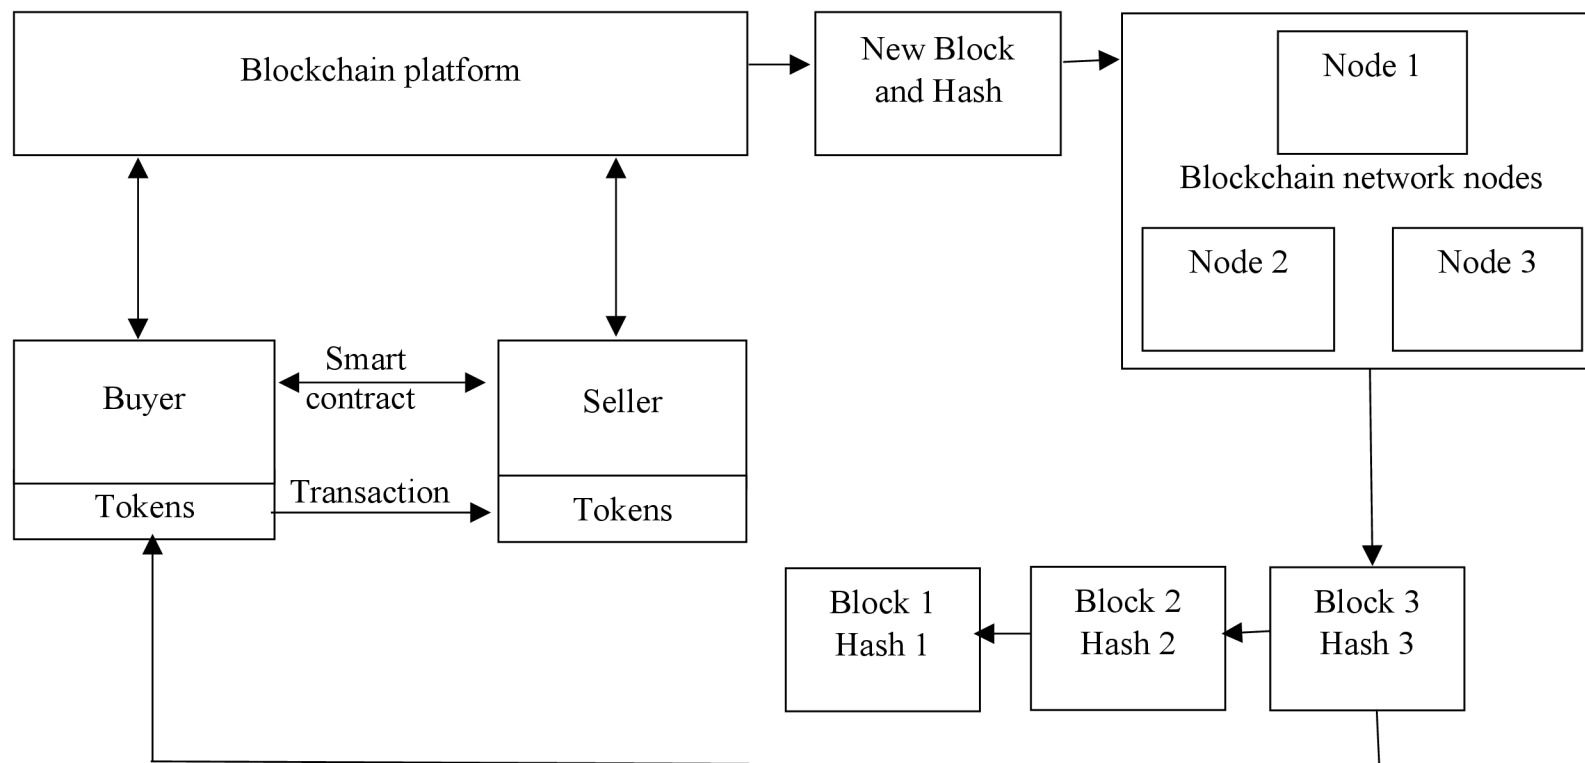 Blockchain platform
New Block
and Hash
Node 1
Blockchain network nodes
Node 2
Node 3
Buyer
Smart
contract
Seller
Tokens
Transaction
Tokens
Block 1
Hash 1
Block 2
Hash 2
Block 3
Hash 3